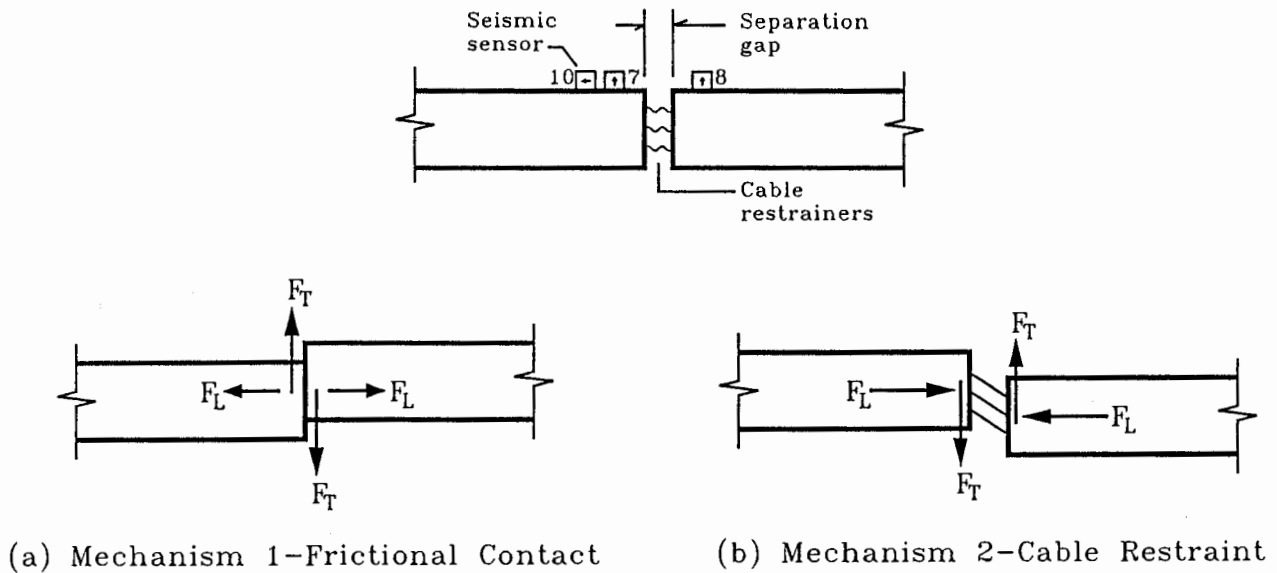 Seismic
sensor
Separation
gap
10
7
8
Cable
restrainers
F_T
F_L
F_L
F_T
F_T
F_L
F_L
F_T
(a) Mechanism 1-Frictional Contact
(b) Mechanism 2-Cable Restraint